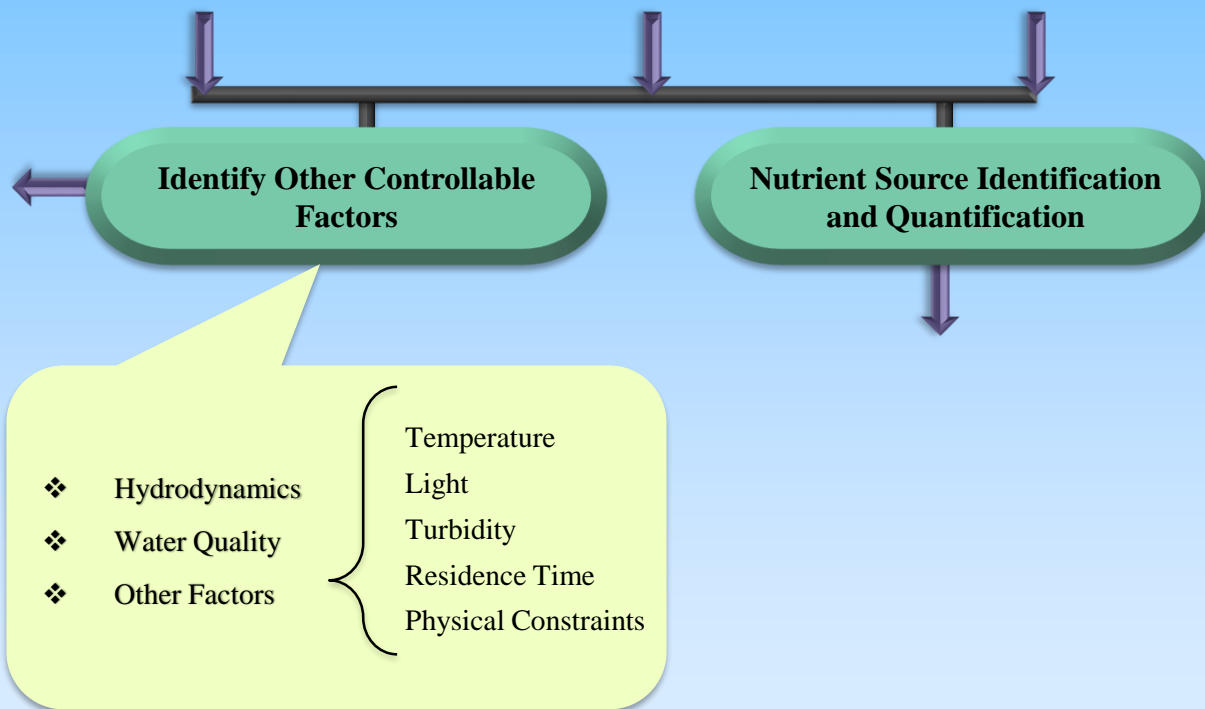 Identify Other Controllable
Factors
Nutrient Source Identification
and Quantification
❖ Hydrodynamics
❖ Water Quality
❖ Other Factors
Temperature
Light
Turbidity
Residence Time
Physical Constraints